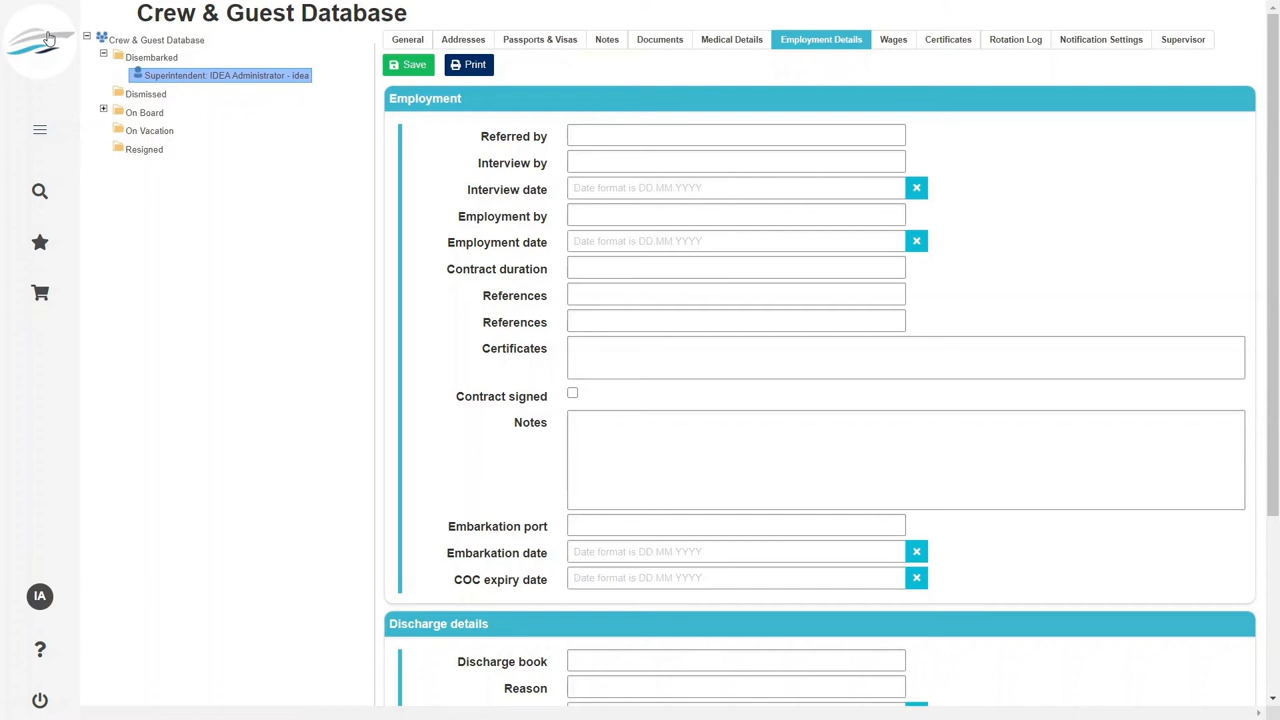 Crew & Guest Database
Crew & Guest Database
Disembarked
Superintendent: IDEA Administrator - idea
Dismissed
On Board
On Vacation
Resigned
General Addresses Passports & Visas Notes Documents Medical Details Employment Details Wages Certificates Rotation Log Notification Settings Supervisor
Save Print
Employment
Referred by
Interview by
Interview date Date format is DD.MM.YYYY
Employment by
Employment date Date format is DD.MM.YYYY
Contract duration
References
References
Certificates
Contract signed
Notes
Embarkation port
Embarkation date Date format is DD.MM.YYYY
COC expiry date Date format is DD.MM.YYYY
Discharge details
Discharge book
Reason
IA
?